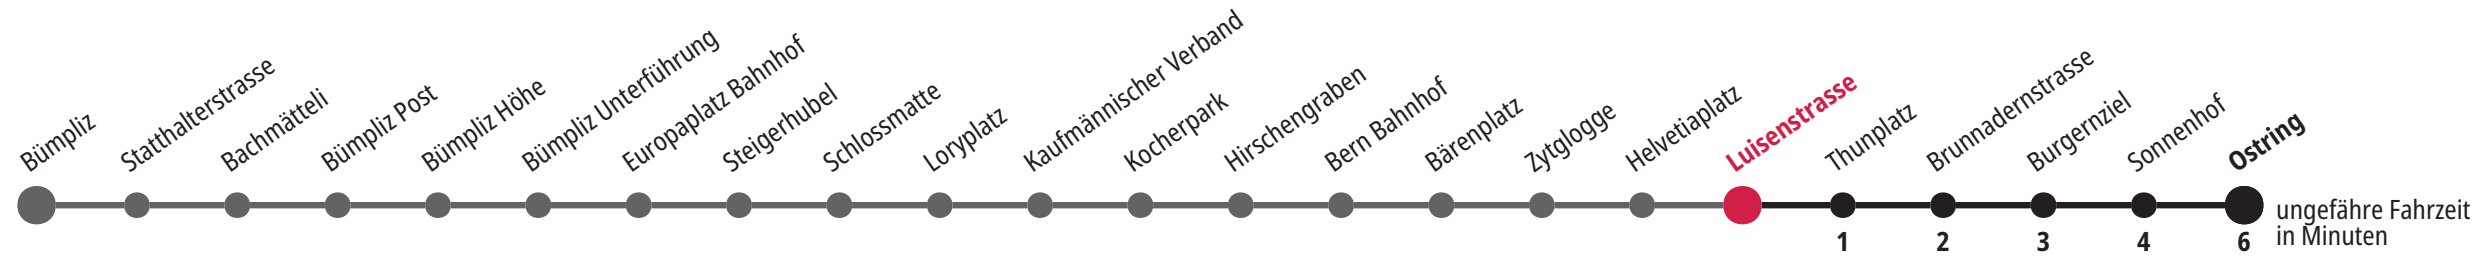 Bümpliz
Statthalterstrasse
Bachmätteli
Bümpliz Post
Bümpliz Höhe
Bümpliz Unterführung
Europaplatz Bahnhof
Steigerhubel
Schlossmatte
Loryplatz
Kaufmännischer Verband
Kocherpark
Hirschengraben
Bern Bahnhof
Bärenplatz
Zytglogge
Helvetiaplatz
Luisenstrasse
Thunplatz
Brunnadernstrasse
Burgernziel
Sonnenhof
Ostring
1 2 3 4 6
ungefähre Fahrzeit
in Minuten